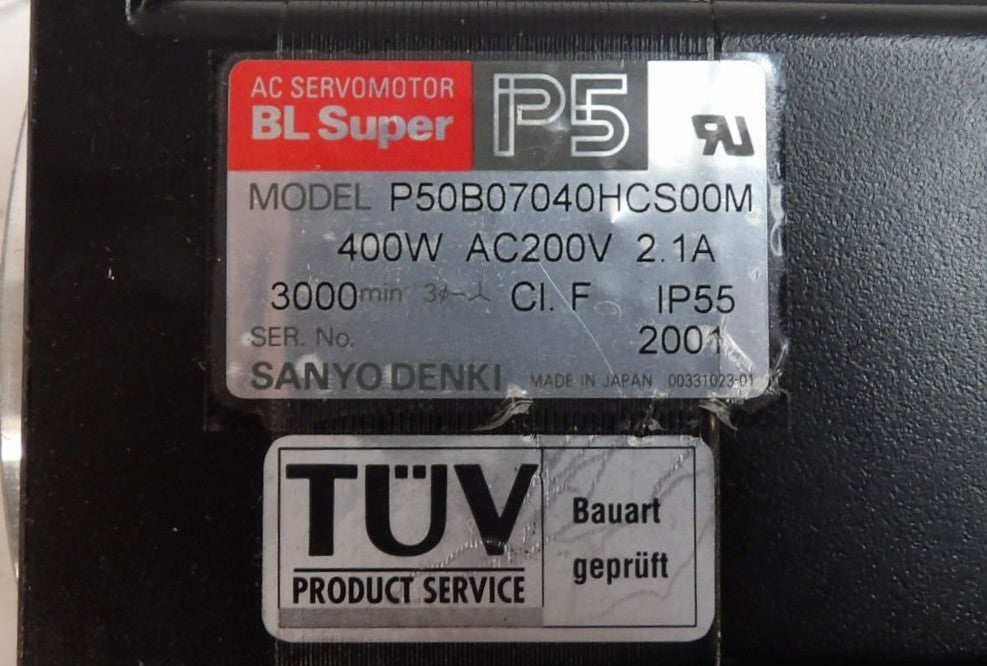 AC SERVOMOTOR
BL Super
P5
RU
MODEL P50B07040HCS00M
400W AC200V 2.1A
3000min 3ϕ-⅄ Cl. F IP55
SER. No. 2001
SANYO DENKI MADE IN JAPAN 00331023-01
TÜV
PRODUCT SERVICE
Bauart
geprüft